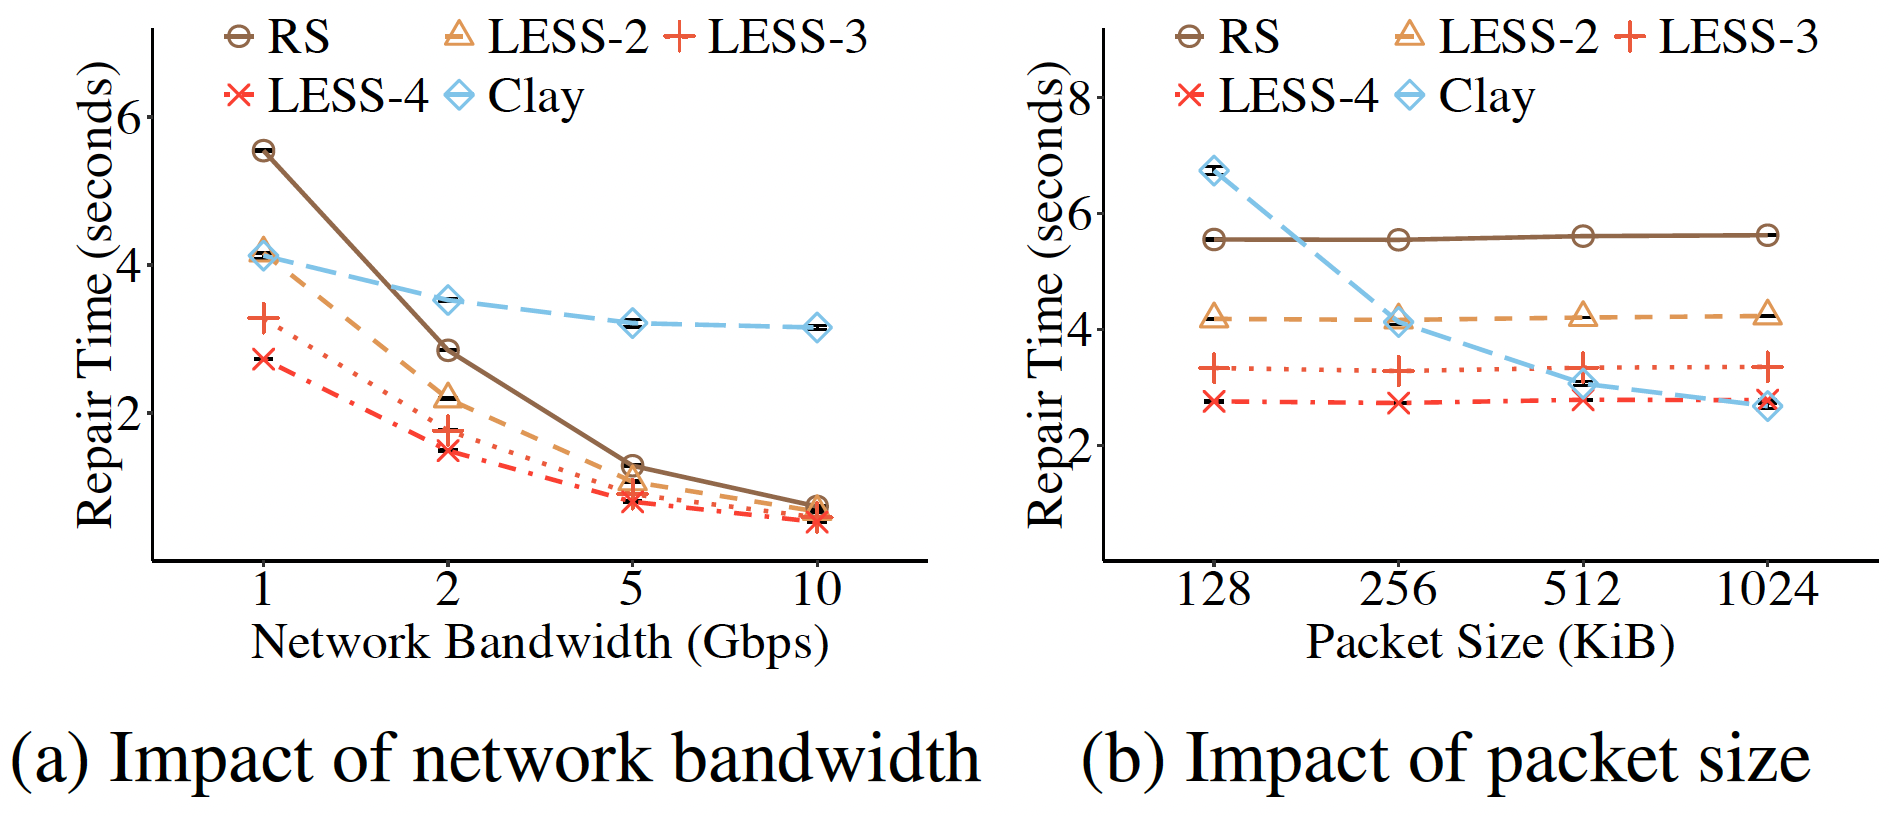 RS LESS-2 LESS-3
LESS-4 Clay
Repair Time (seconds)
6
4
2
1 2 5 10
Network Bandwidth (Gbps)
(a) Impact of network bandwidth
RS LESS-2 LESS-3
LESS-4 Clay
Repair Time (seconds)
8
6
4
2
128 256 512 1024
Packet Size (KiB)
(b) Impact of packet size